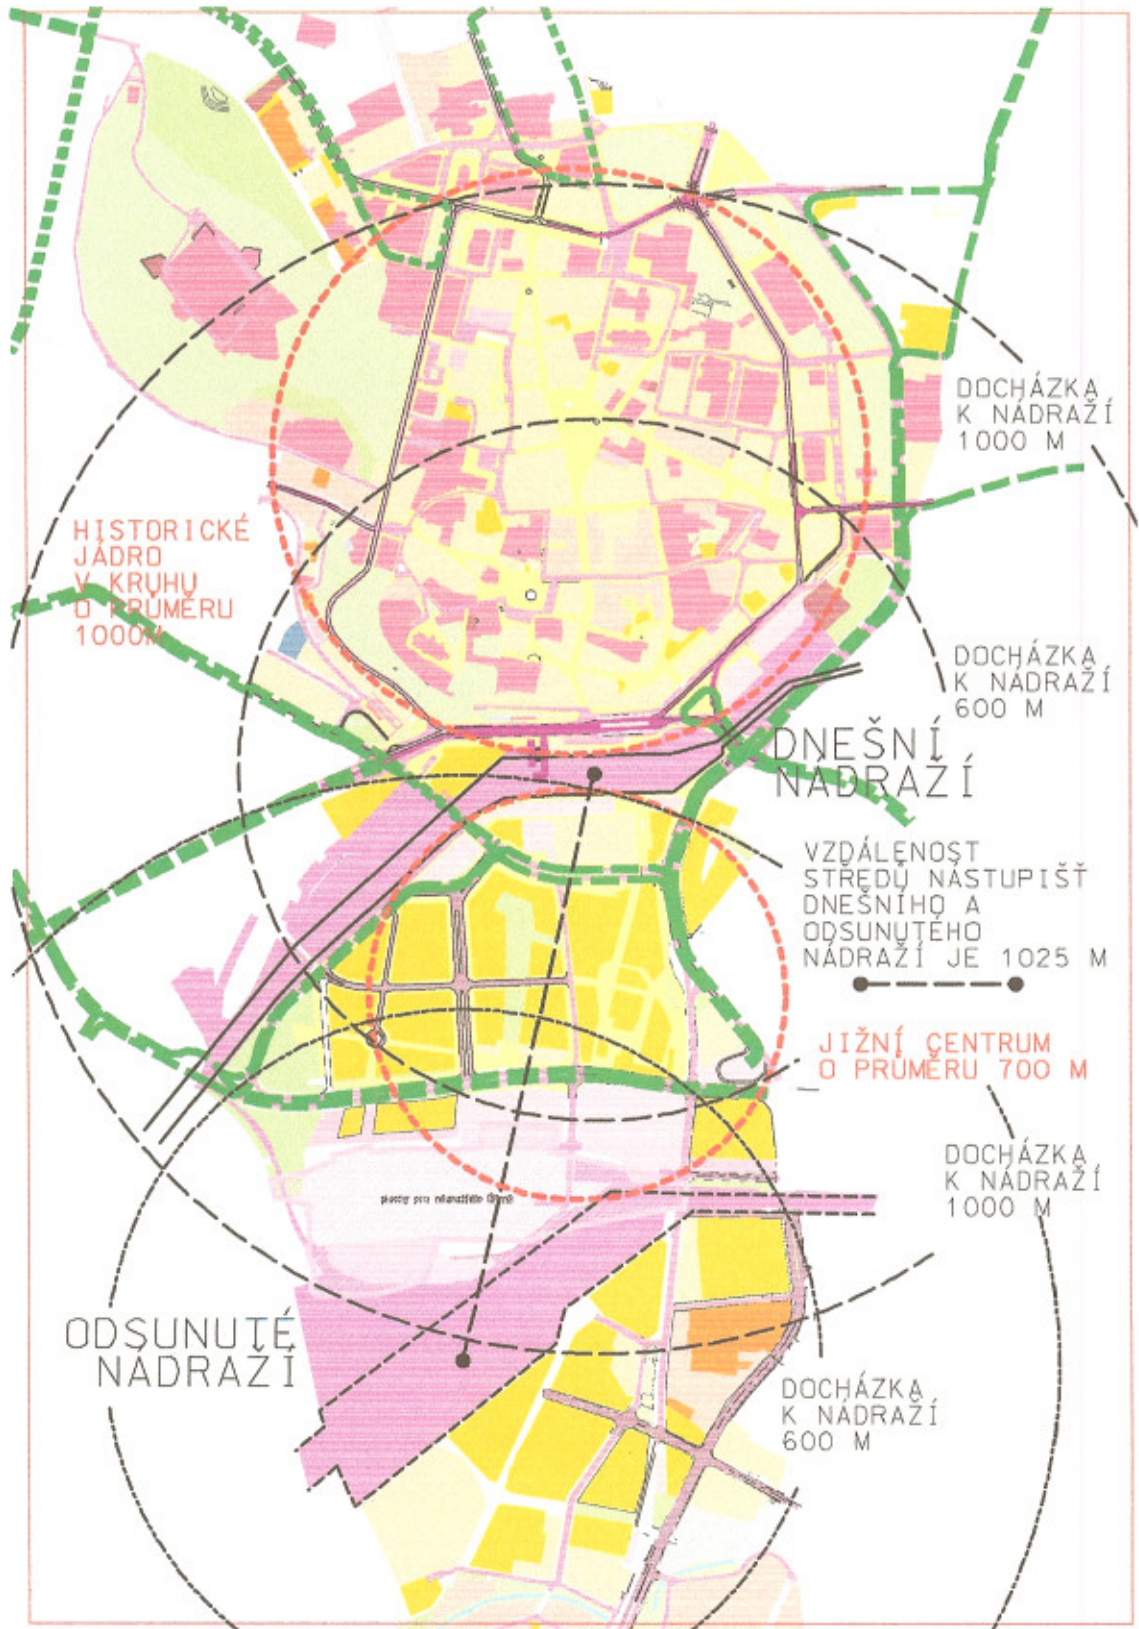 DOCHÁZKA
K NÁDRAŽÍ
1000 M
HISTORICKÉ
JÁDRO
V KRUHU
O PRŮMĚRU
1000M
DOCHÁZKA
K NÁDRAŽÍ
600 M
DNEŠNÍ
NÁDRAŽÍ
VZDÁLENOST
STŘEDŮ NÁSTUPIŠŤ
DNEŠNÍHO A
ODSUNUTÉHO
NÁDRAŽÍ JE 1025 M
JIŽNÍ CENTRUM
O PRŮMĚRU 700 M
DOCHÁZKA
K NÁDRAŽÍ
1000 M
ODSUNUTÉ
NÁDRAŽÍ
DOCHÁZKA
K NÁDRAŽÍ
600 M